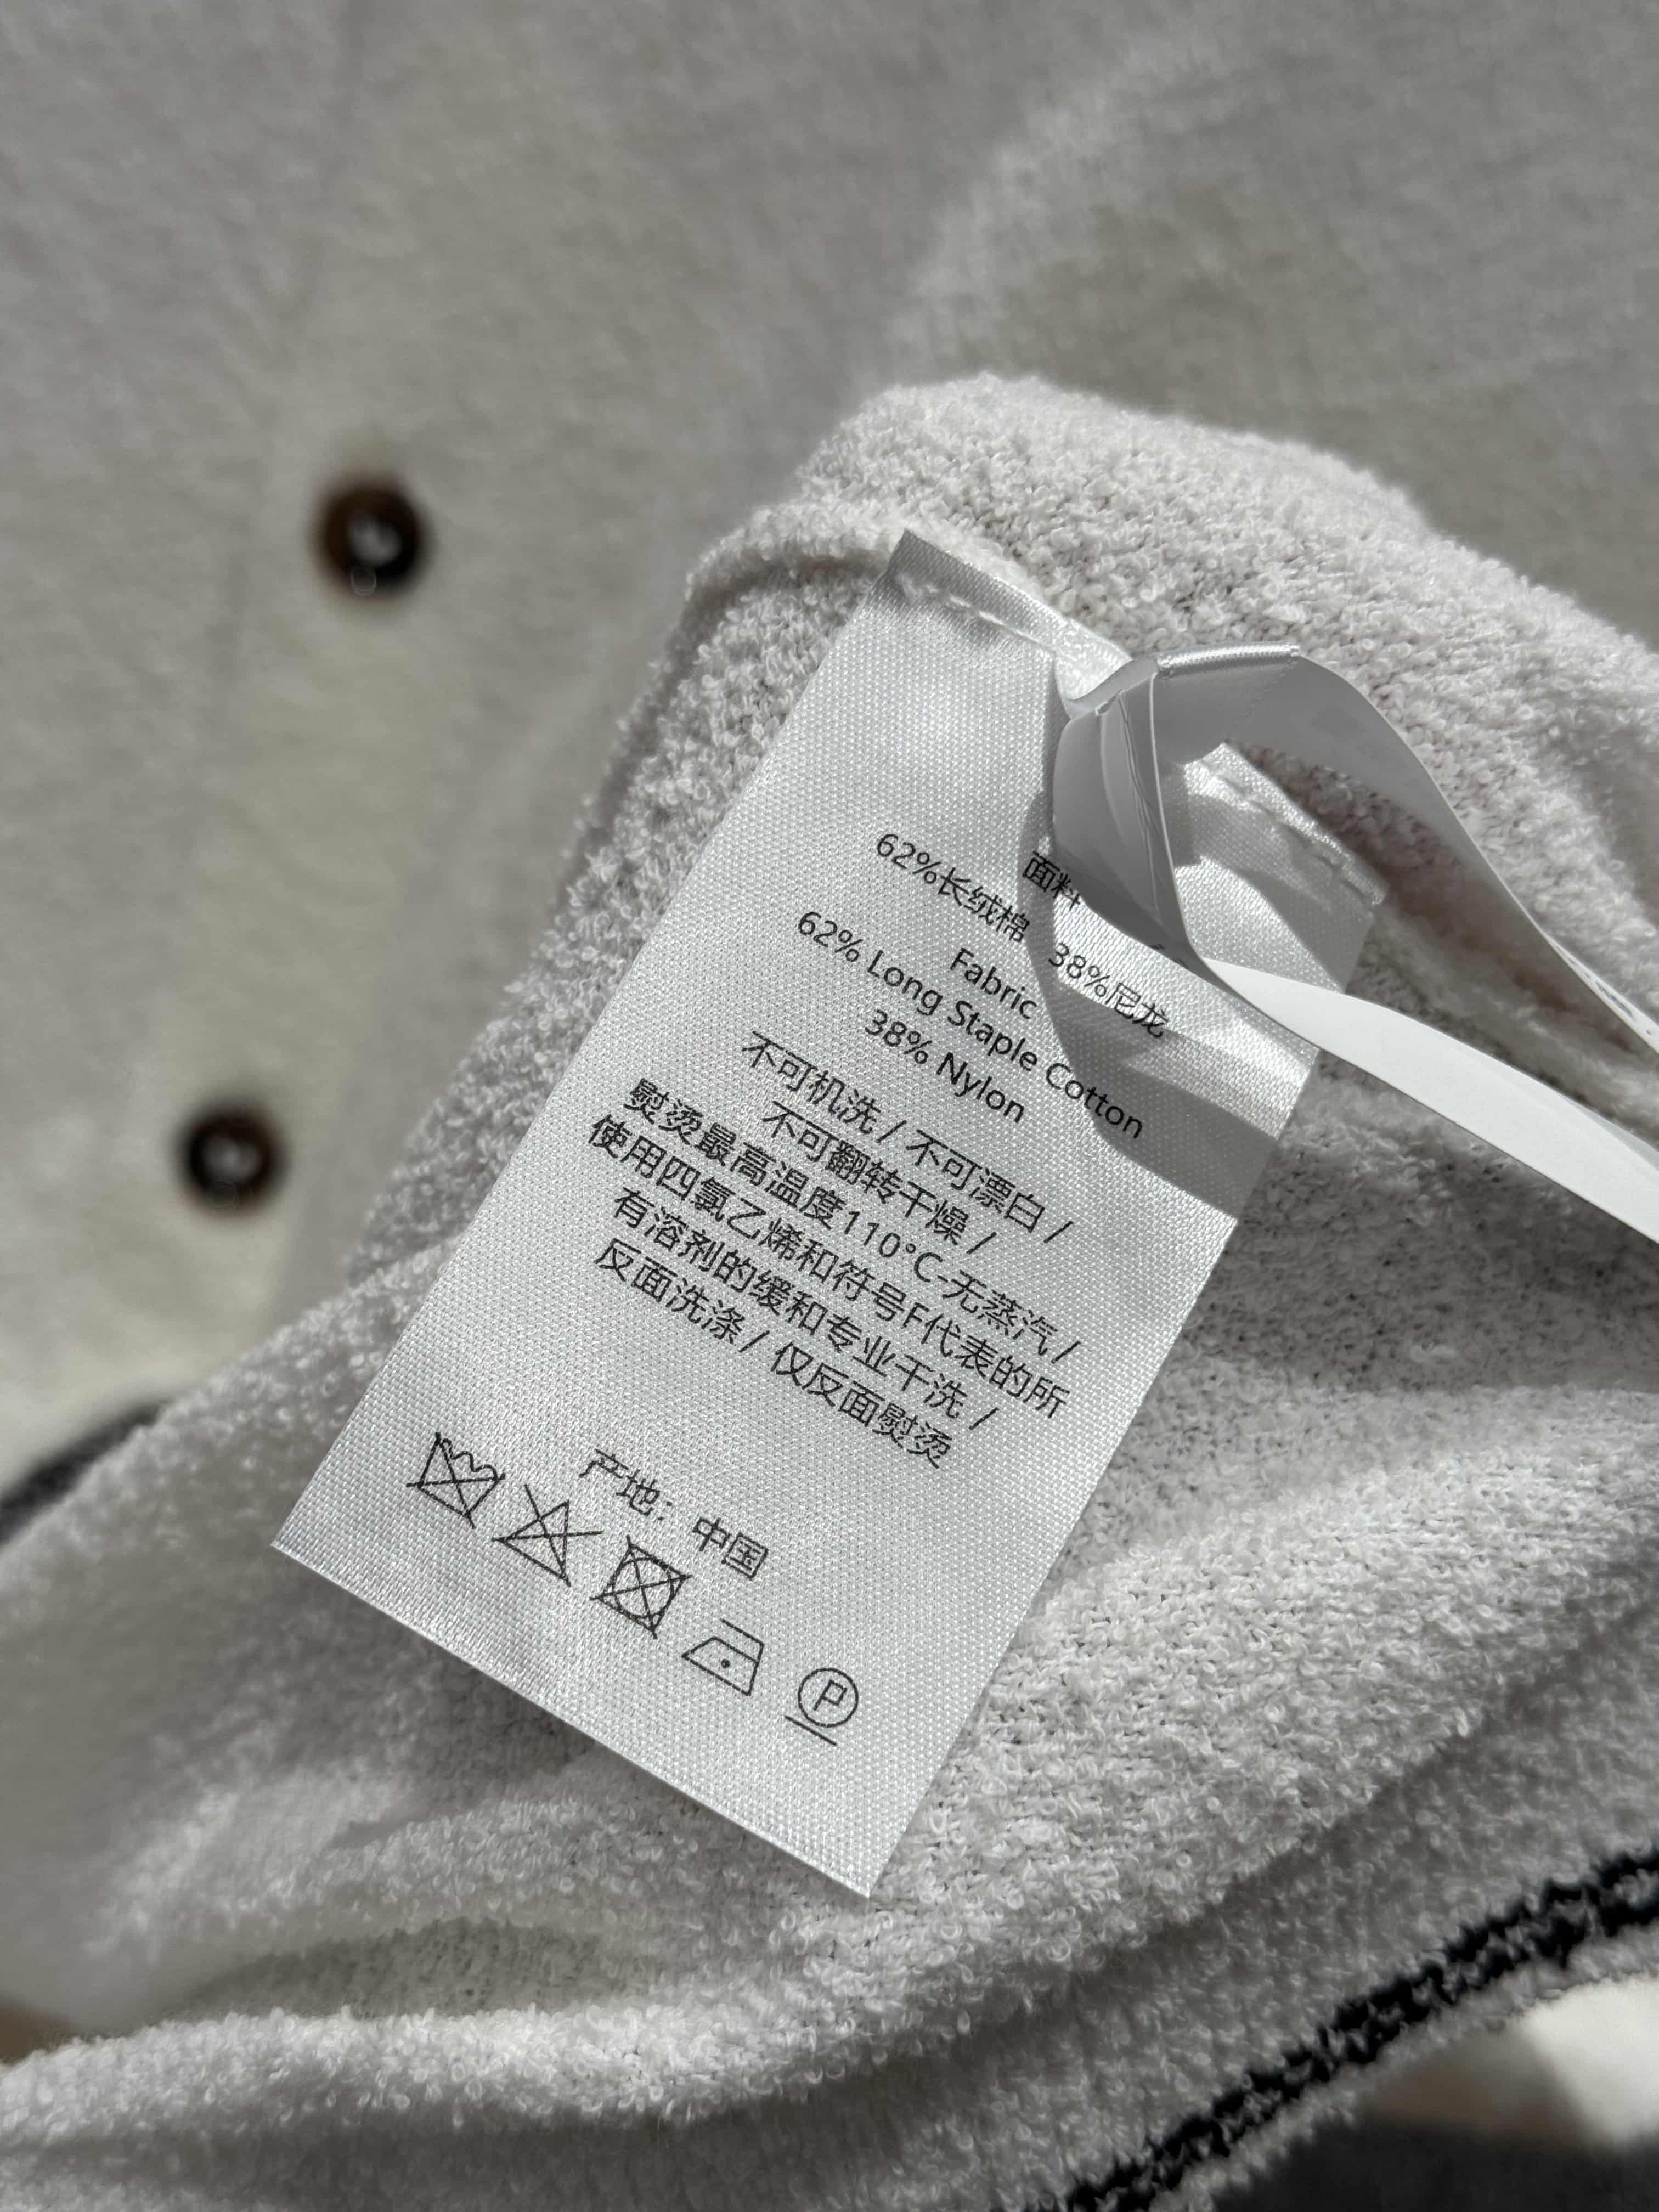 面料
62%长绒棉 38%尼龙
Fabric
62% Long Staple Cotton
38% Nylon
不可机洗 / 不可漂白 /
不可翻转干燥 /
熨烫最高温度110°C-无蒸汽 /
使用四氯乙烯和符号F代表的所
有溶剂的缓和专业干洗 /
反面洗涤 / 仅反面熨烫
产地：中国
P